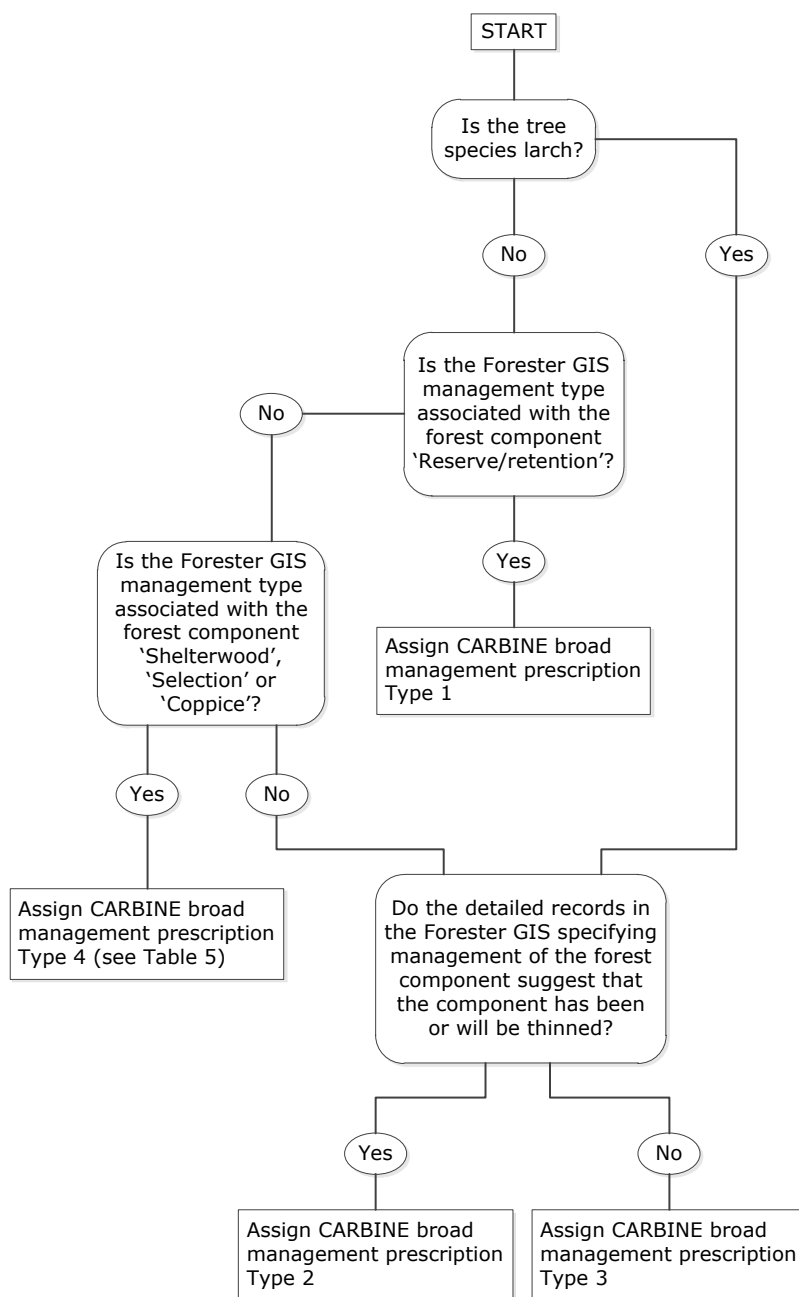 START
Is the tree
species larch?
No
Yes
Is the Forester GIS
management type
associated with the
forest component
‘Reserve/retention’?
No
Yes
Is the Forester GIS
management type
associated with the
forest component
‘Shelterwood’,
‘Selection’ or
‘Coppice’?
Assign CARBINE broad
management prescription
Type 1
Yes
No
Assign CARBINE broad
management prescription
Type 4 (see Table 5)
Do the detailed records in
the Forester GIS specifying
management of the forest
component suggest that
the component has been
or will be thinned?
Yes
No
Assign CARBINE broad
management prescription
Type 2
Assign CARBINE broad
management prescription
Type 3